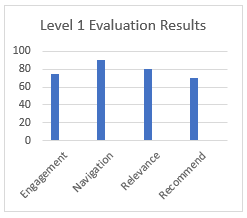 Level 1 Evaluation Results
100
80
60
40
20
0
Engagement
Navigation
Relevance
Recommend